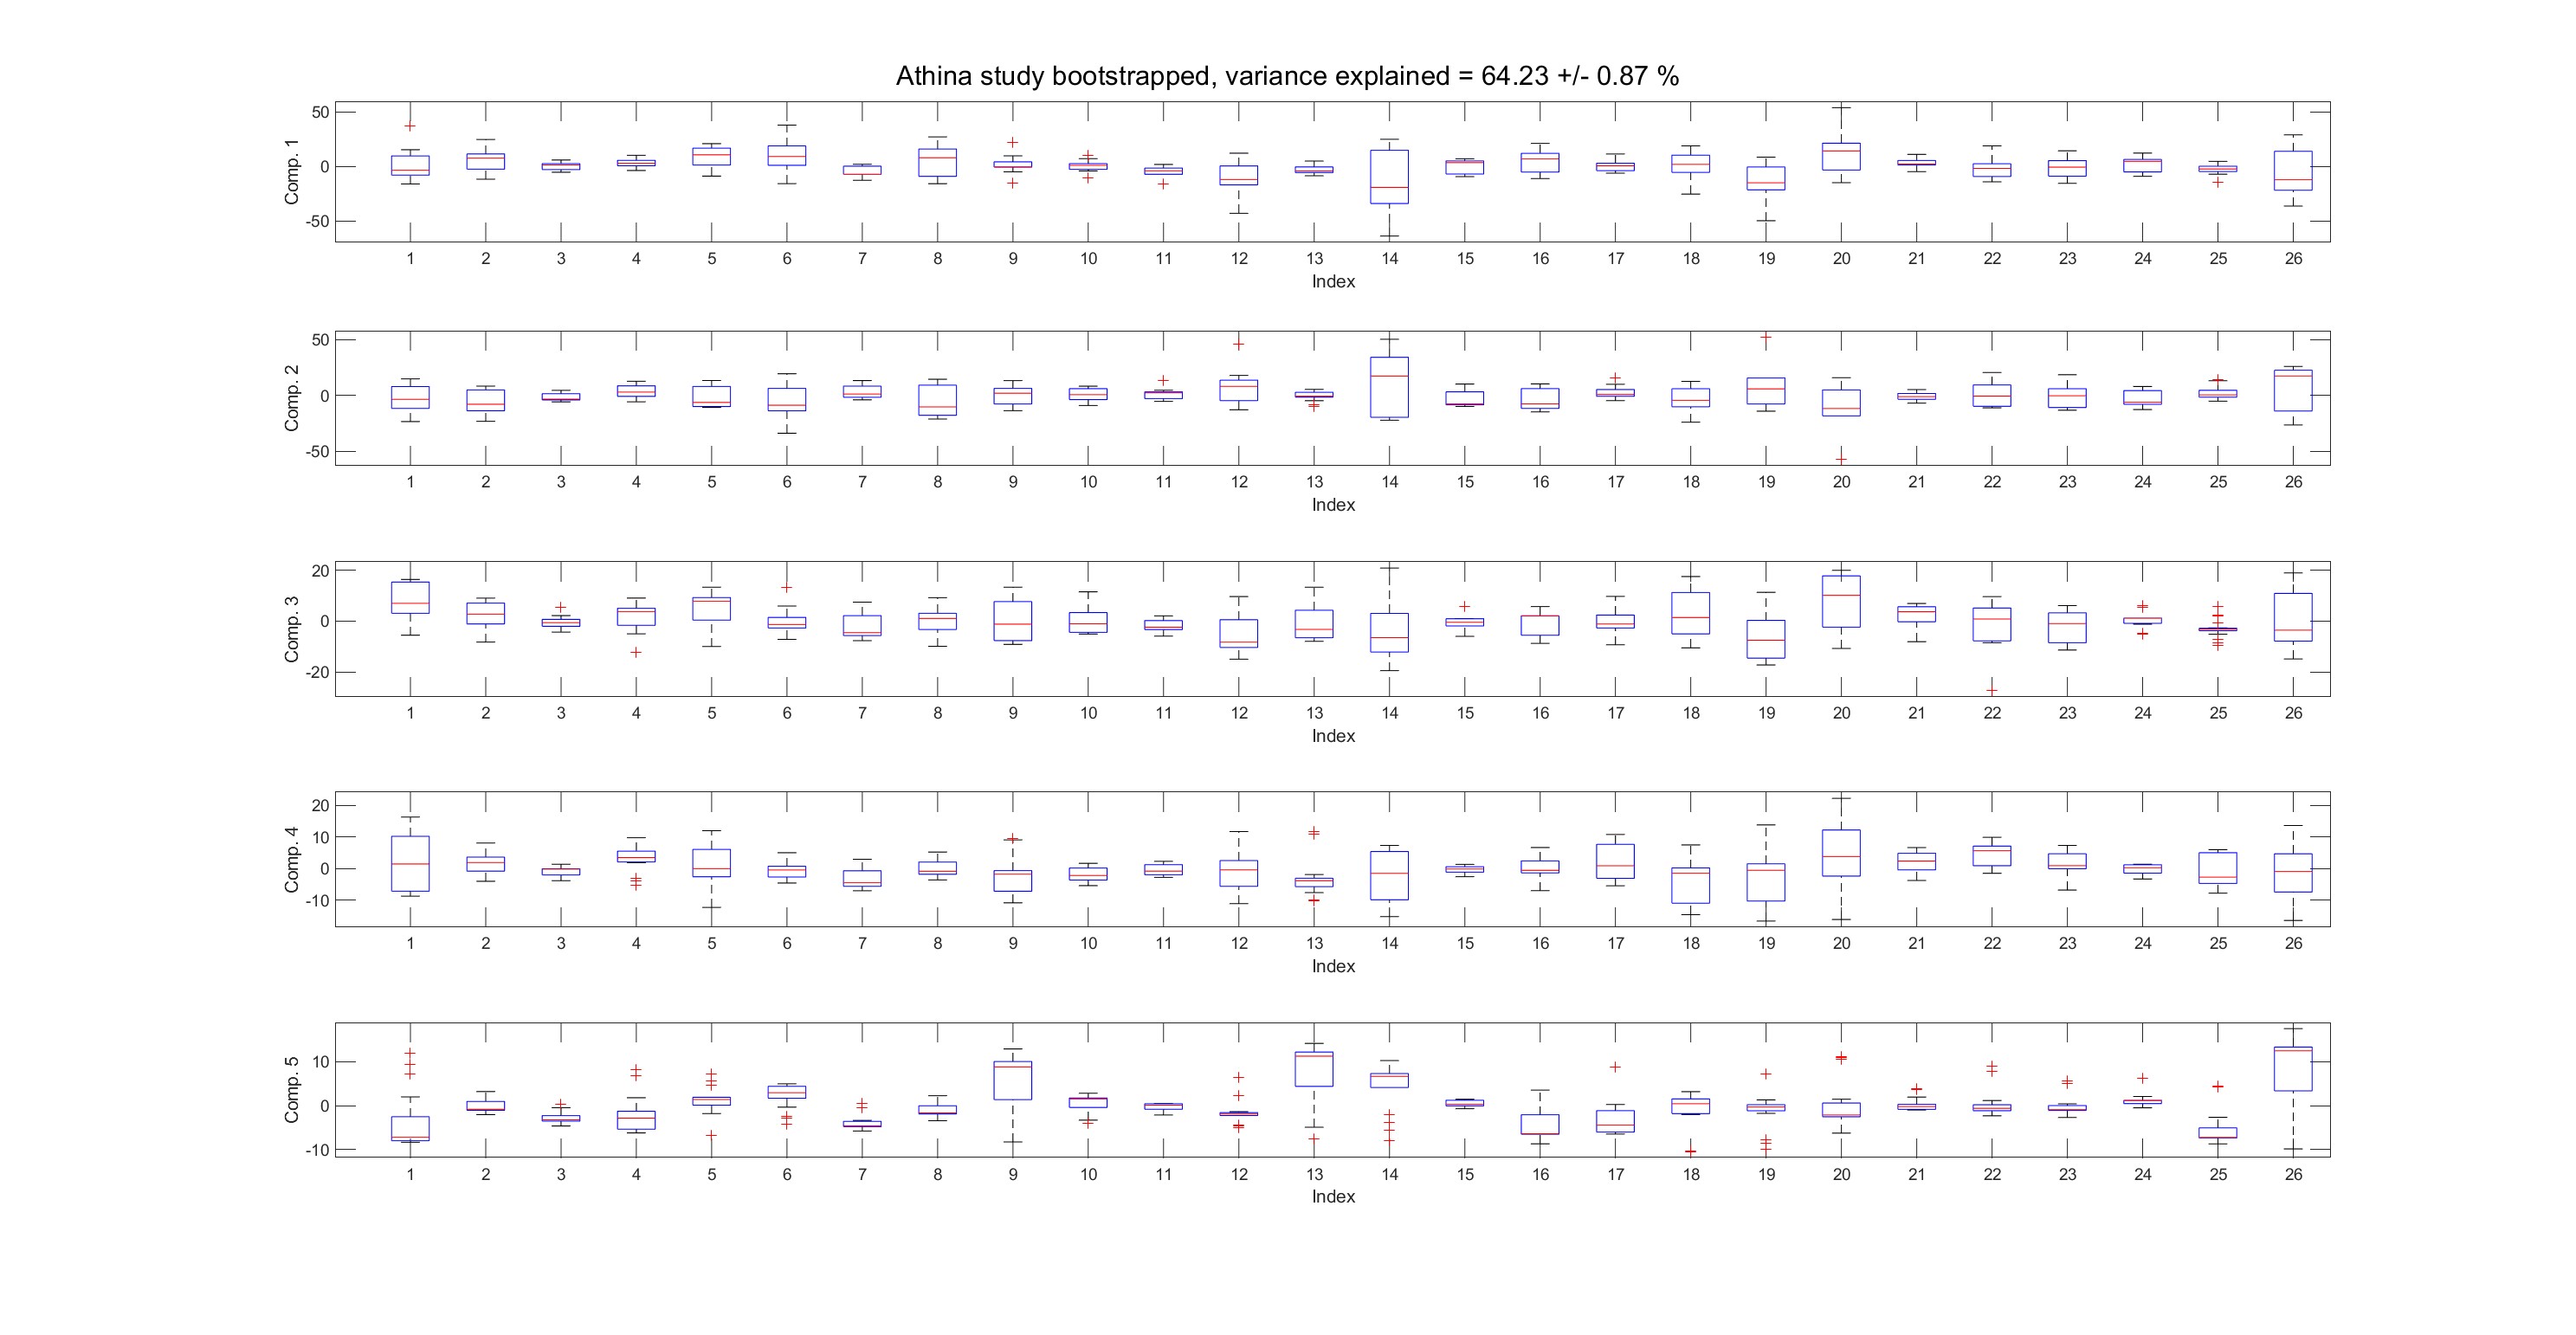 Athina study bootstrapped, variance explained = 64.23 +/- 0.87 %
50
0
-50
Comp. 1
1 2 3 4 5 6 7 8 9 10 11 12 13 14 15 16 17 18 19 20 21 22 23 24 25 26
Index
50
0
-50
Comp. 2
1 2 3 4 5 6 7 8 9 10 11 12 13 14 15 16 17 18 19 20 21 22 23 24 25 26
Index
20
0
-20
Comp. 3
1 2 3 4 5 6 7 8 9 10 11 12 13 14 15 16 17 18 19 20 21 22 23 24 25 26
Index
20
10
0
-10
Comp. 4
1 2 3 4 5 6 7 8 9 10 11 12 13 14 15 16 17 18 19 20 21 22 23 24 25 26
Index
10
0
-10
Comp. 5
1 2 3 4 5 6 7 8 9 10 11 12 13 14 15 16 17 18 19 20 21 22 23 24 25 26
Index